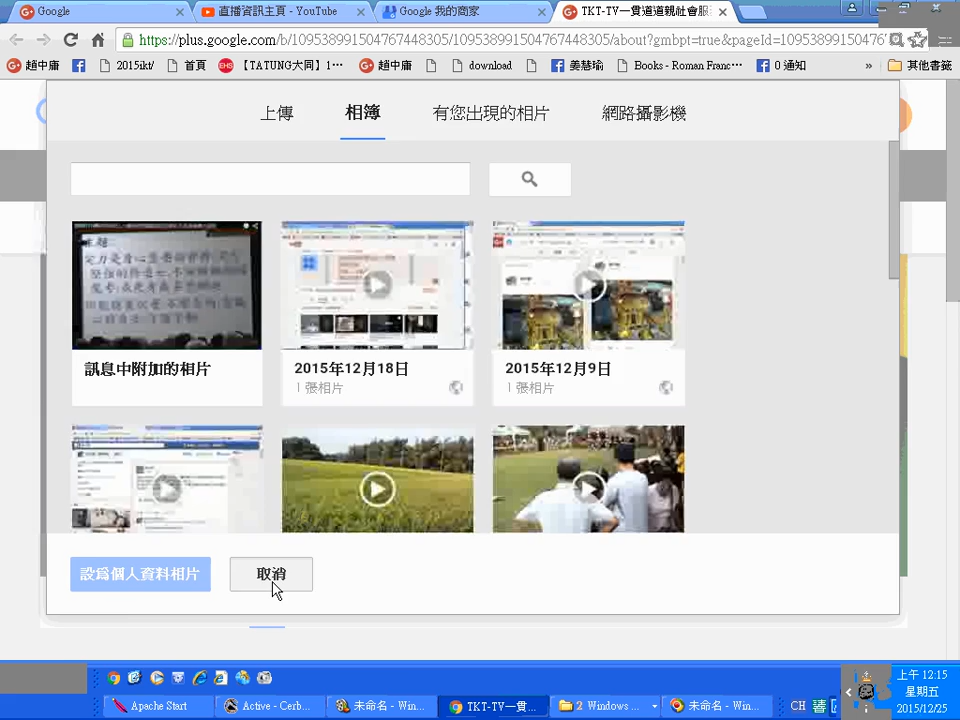 Google
直播資訊主頁 - YouTube
Google 我的商家
TKT-TV一貫道道親社會服
https://plus.google.com/b/109538991504767448305/109538991504767448305/about?gmbpt=true&pageId=10953899150476
趙中庸
2015ikt/
首頁
【TATUNG大同】1···
趙中庸
download
姜慧瑜
Books - Roman Franc···
0 通知
»
其他書籤
上傳
相簿
有您出現的相片
網路攝影機
訊息中附加的相片
2015年12月18日
1 張相片
2015年12月9日
1 張相片
設為個人資料相片
取消
Apache Start
Active - Cerb...
未命名 - Win...
TKT-TV一貫...
2 Windows ...
未命名 - Win...
CH
上午 12:15
星期五
2015/12/25